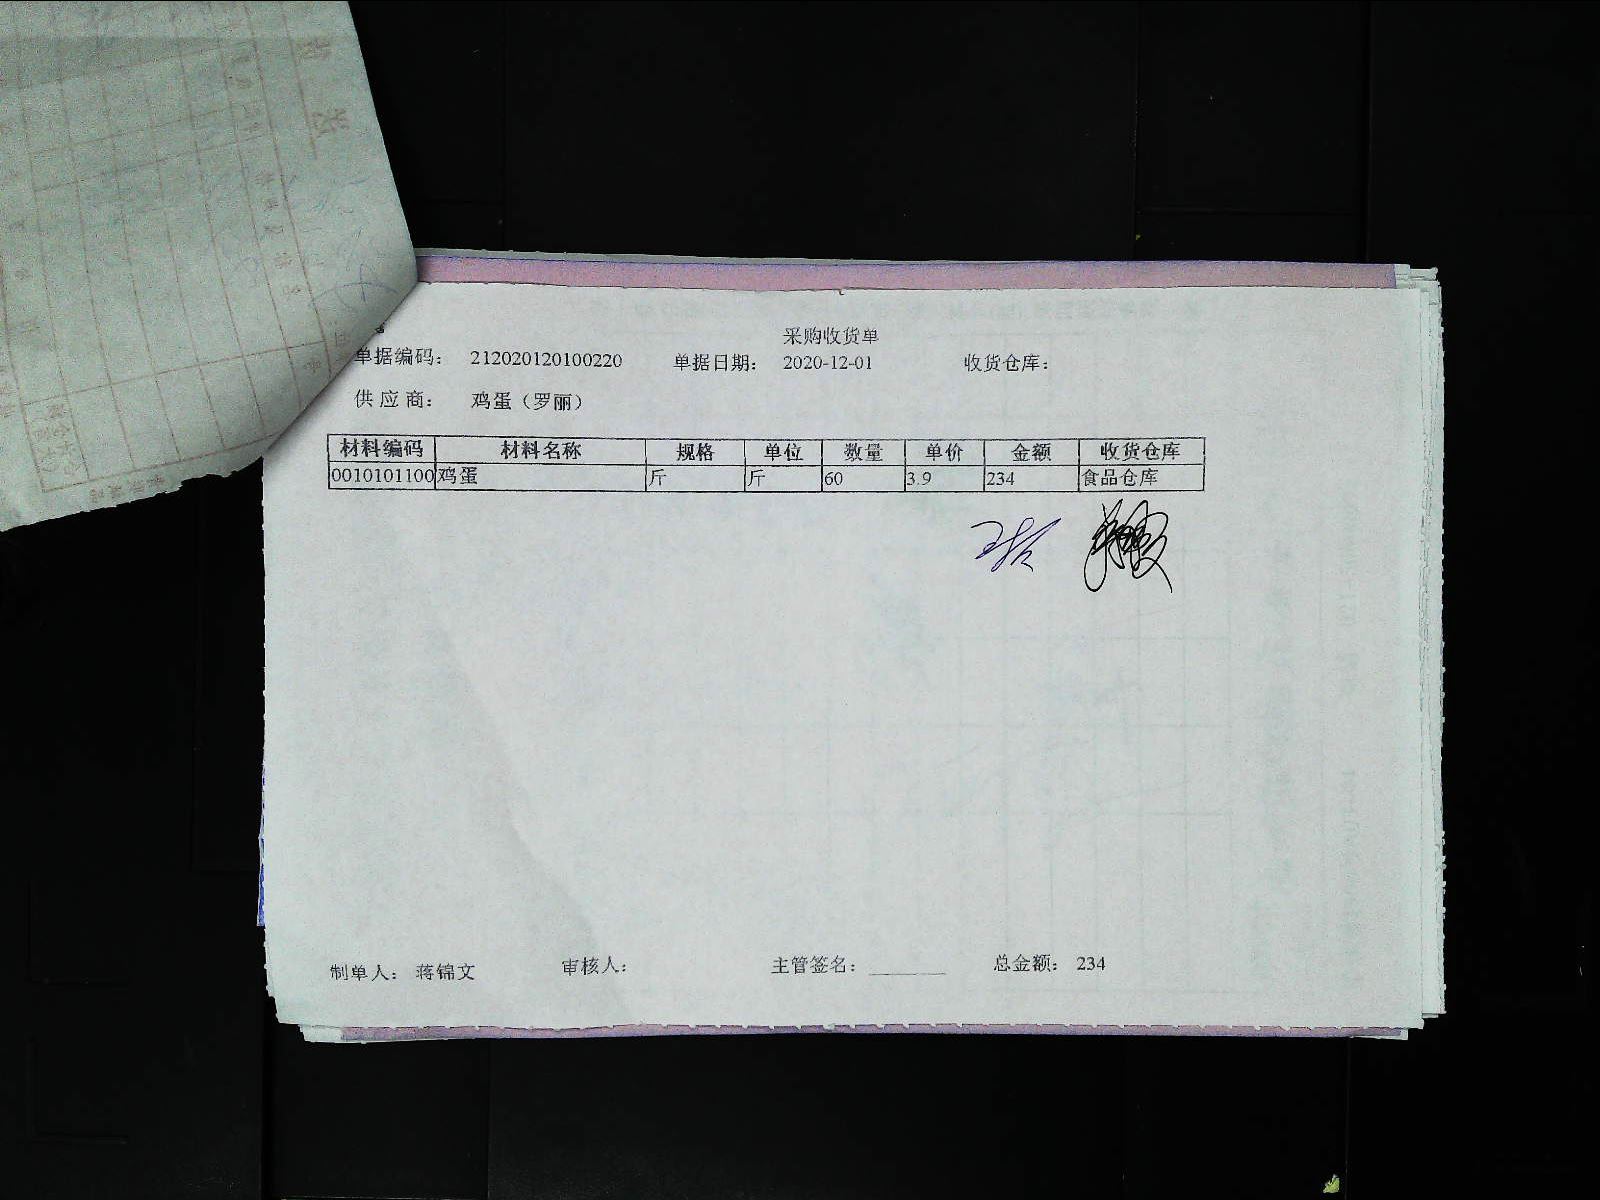 采购收货单
单据编码： 212020120100220 单据日期： 2020-12-01 收货仓库：
供应商： 鸡蛋（罗丽）
材料编码 材料名称 规格 单位 数量 单价 金额 收货仓库
0010101100 鸡蛋 斤 斤 60 3.9 234 食品仓库
制单人： 蒋锦文 审核人： 主管签名： ________ 总金额： 234